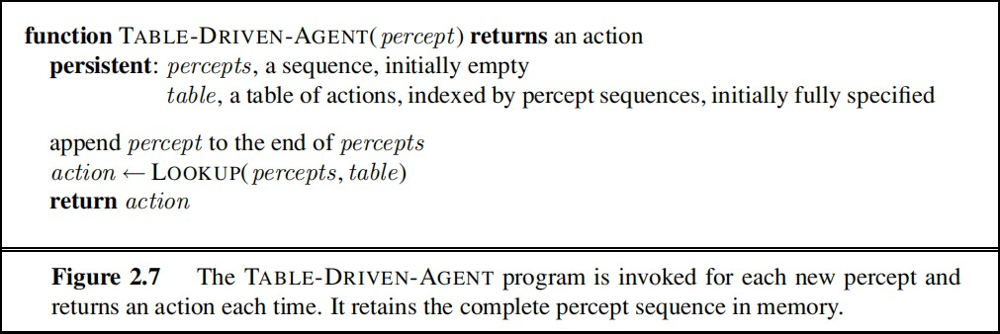 function TABLE-DRIVEN-AGENT(percept) returns an action
persistent: percepts, a sequence, initially empty
table, a table of actions, indexed by percept sequences, initially fully specified
append percept to the end of percepts
action ← LOOKUP(percepts, table)
return action
Figure 2.7 The TABLE-DRIVEN-AGENT program is invoked for each new percept and
returns an action each time. It retains the complete percept sequence in memory.